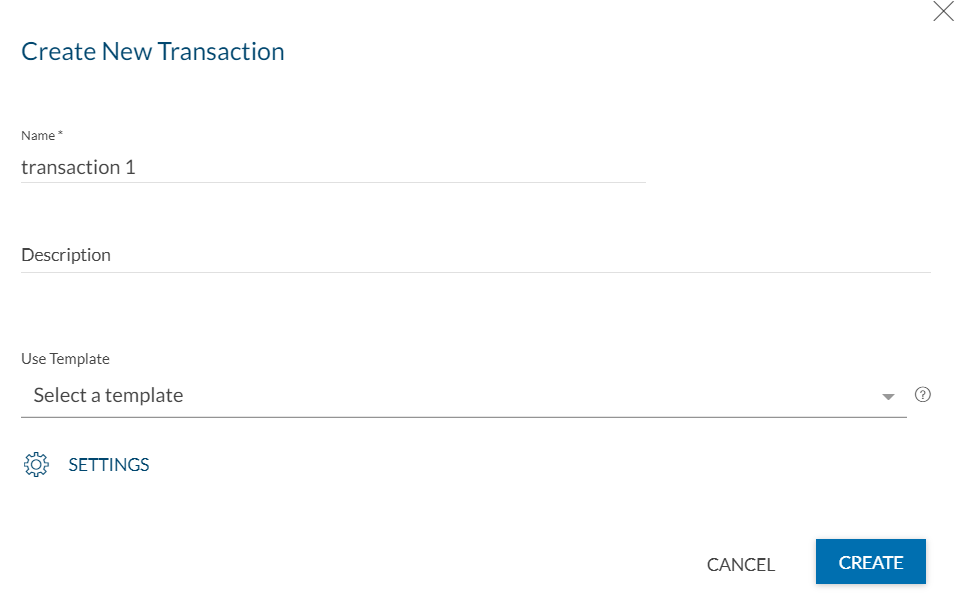 Create New Transaction
Name *
transaction 1
Description
Use Template
Select a template
?
SETTINGS
CANCEL
CREATE